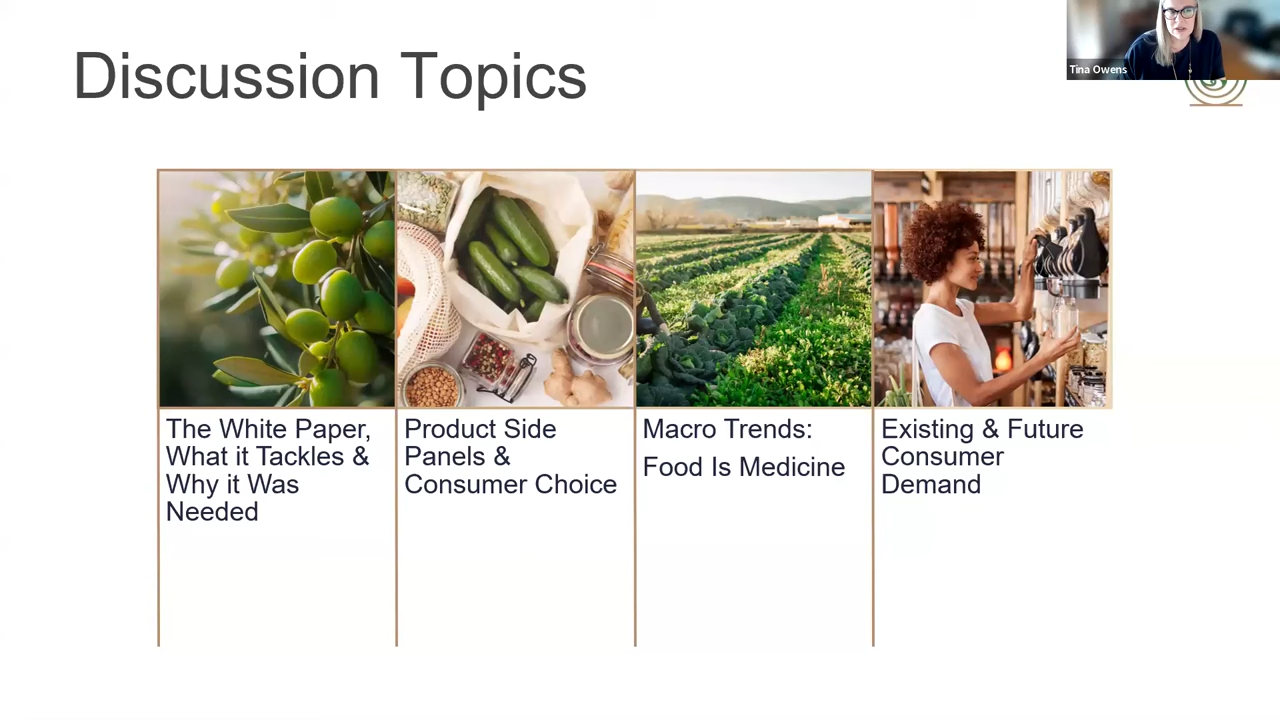 Discussion Topics
Tina Owens
The White Paper,
What it Tackles &
Why it Was
Needed
Product Side
Panels &
Consumer Choice
Macro Trends:
Food Is Medicine
Existing & Future
Consumer
Demand